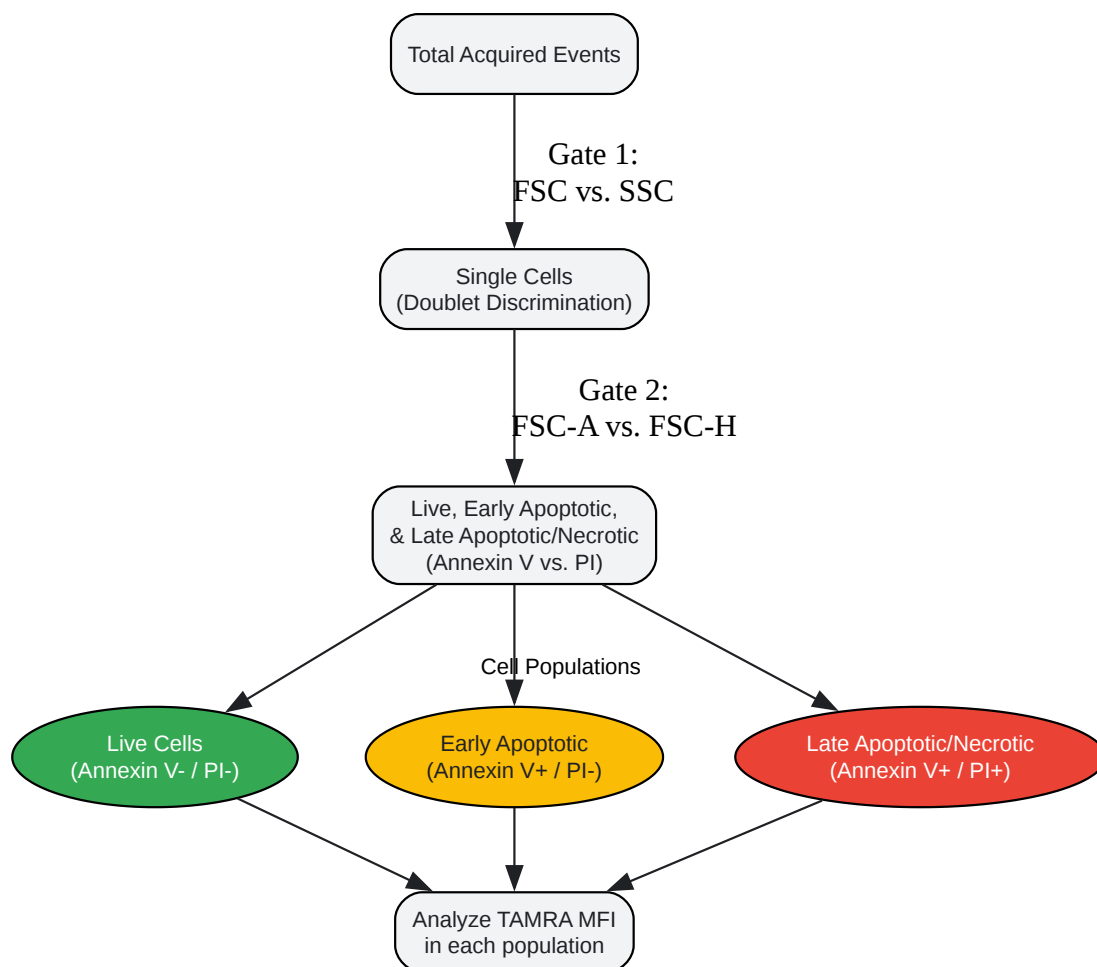 Total Acquired Events
Gate 1:
FSC vs. SSC
Single Cells
(Doublet Discrimination)
Gate 2:
FSC-A vs. FSC-H
Live, Early Apoptotic,
& Late Apoptotic/Necrotic
(Annexin V vs. PI)
Cell Populations
Live Cells
(Annexin V- / PI-)
Early Apoptotic
(Annexin V+ / PI-)
Late Apoptotic/Necrotic
(Annexin V+ / PI+)
Analyze TAMRA MFI
in each population